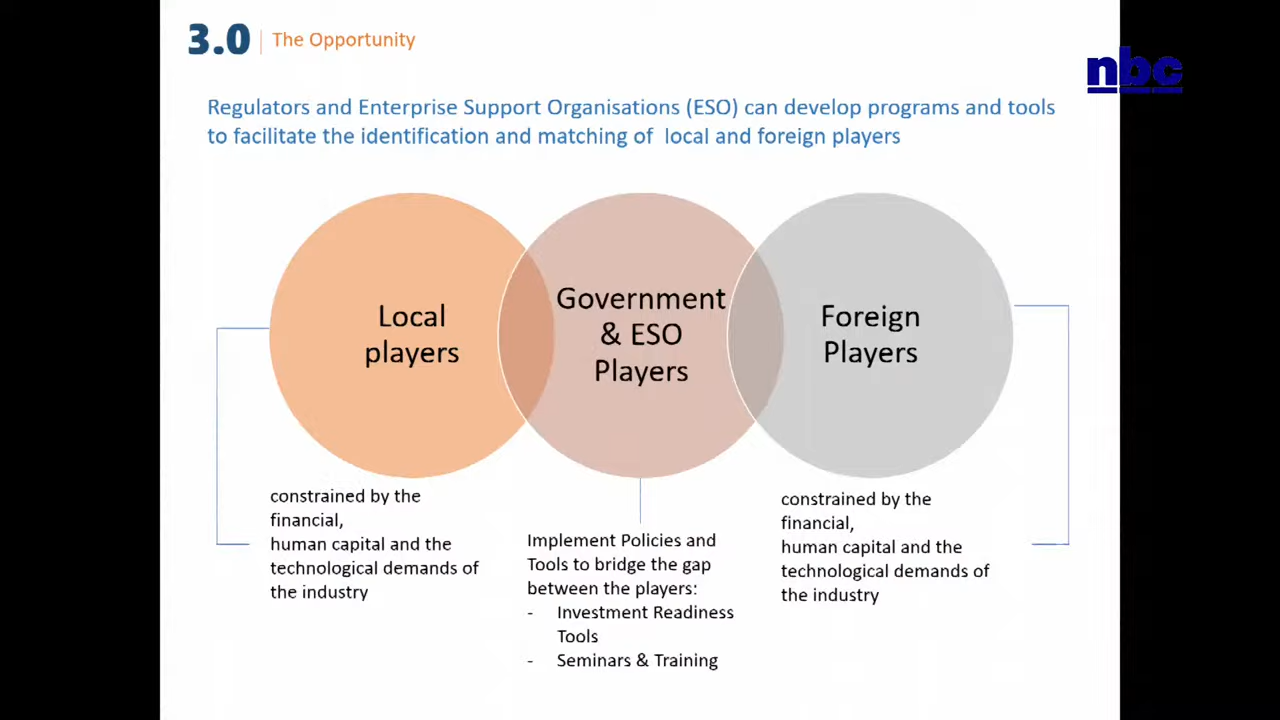 3.0
The Opportunity
nbc
Regulators and Enterprise Support Organisations (ESO) can develop programs and tools
to facilitate the identification and matching of local and foreign players
Local
players
Government
& ESO
Players
Foreign
Players
constrained by the
financial,
human capital and the
technological demands of
the industry
Implement Policies and
Tools to bridge the gap
between the players:
- Investment Readiness
Tools
- Seminars & Training
constrained by the
financial,
human capital and the
technological demands of
the industry